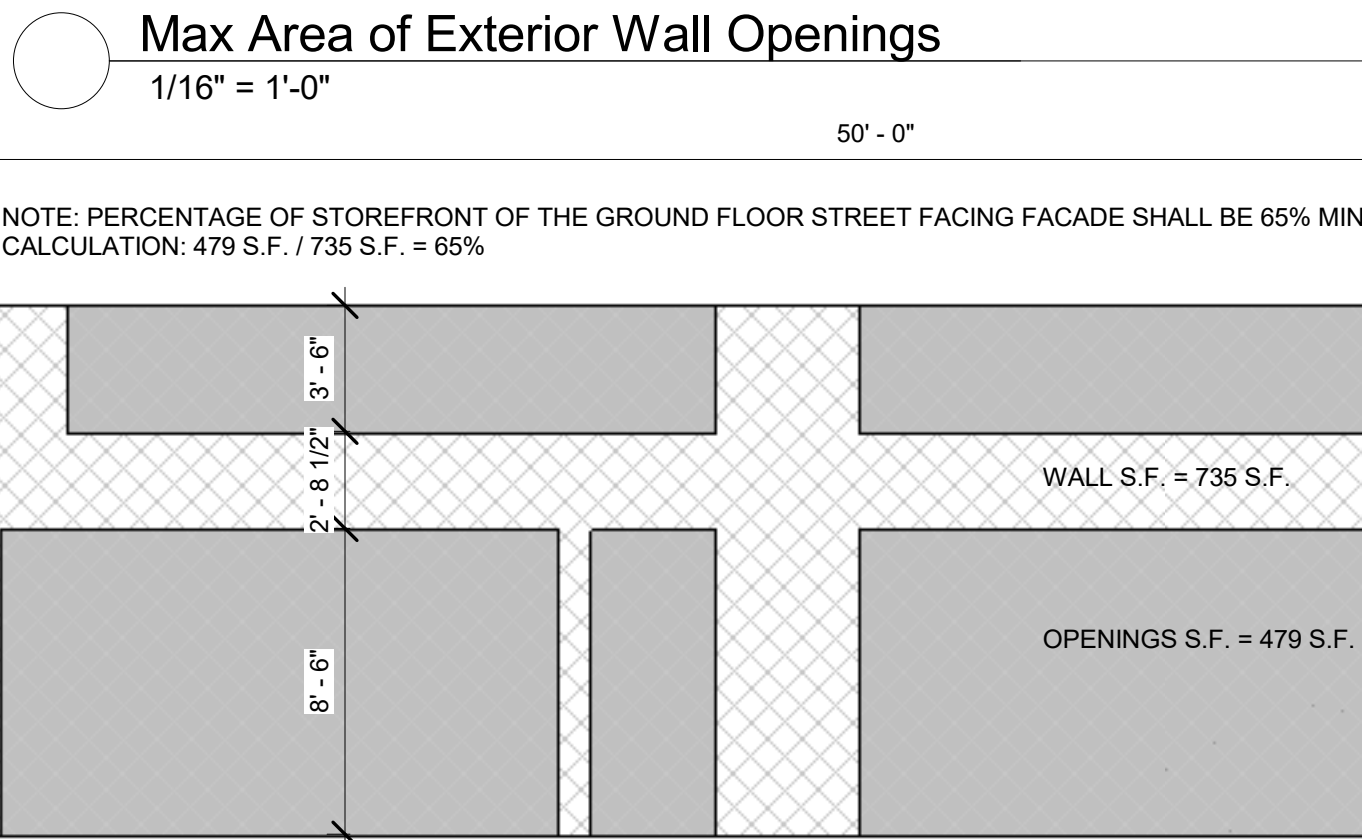 Max Area of Exterior Wall Openings
1/16" = 1'-0"
50' - 0"
NOTE: PERCENTAGE OF STOREFRONT OF THE GROUND FLOOR STREET FACING FACADE SHALL BE 65% MIN
CALCULATION: 479 S.F. / 735 S.F. = 65%
3' - 6"
2' - 8 1/2"
WALL S.F. = 735 S.F.
OPENINGS S.F. = 479 S.F.
8' - 6"